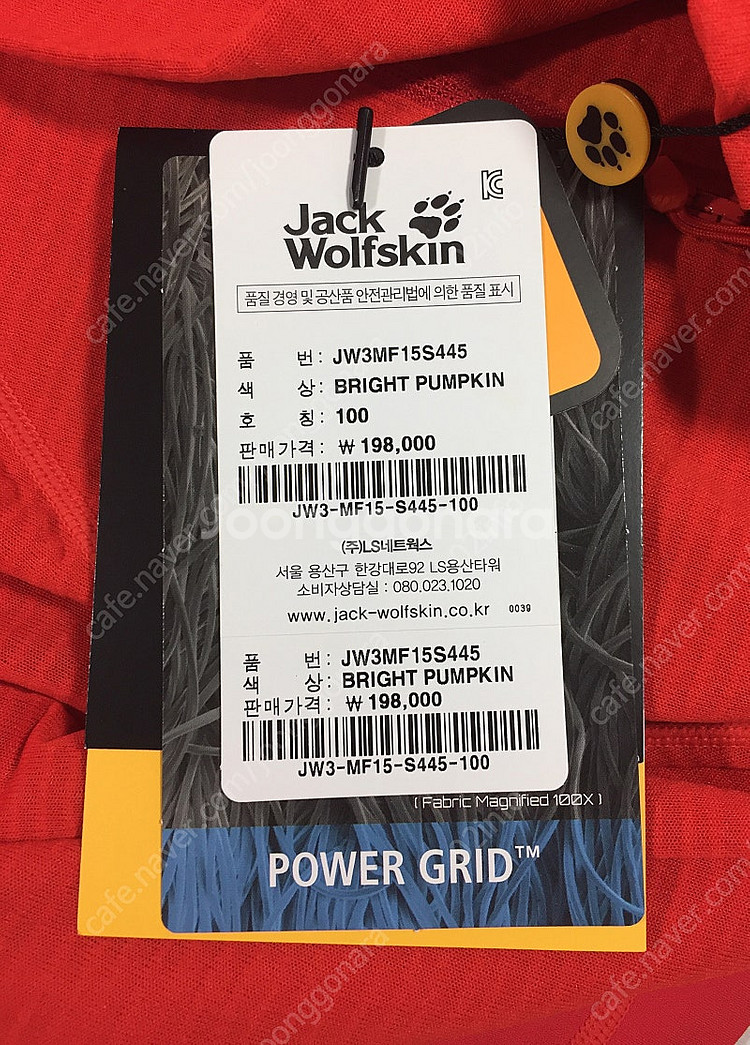 Jack
Wolfskin
품질 경영 및 공산품 안전관리법에 의한 품질 표시
품 번 : JW3MF15S445
색 상 : BRIGHT PUMPKIN
호 칭 : 100
판매가격 : ₩ 198,000
JW3-MF15-S445-100
joonggonara
(주)LS네트웍스
서울 용산구 한강대로92 LS용산타워
소비자상담실 : 080.023.1020
www.jack-wolfskin.co.kr 0039
품 번 : JW3MF15S445
색 상 : BRIGHT PUMPKIN
판매가격 : ₩ 198,000
JW3-MF15-S445-100
( Fabric Magnified 100X )
POWER GRID™
cafe.naver.com/joonggonara